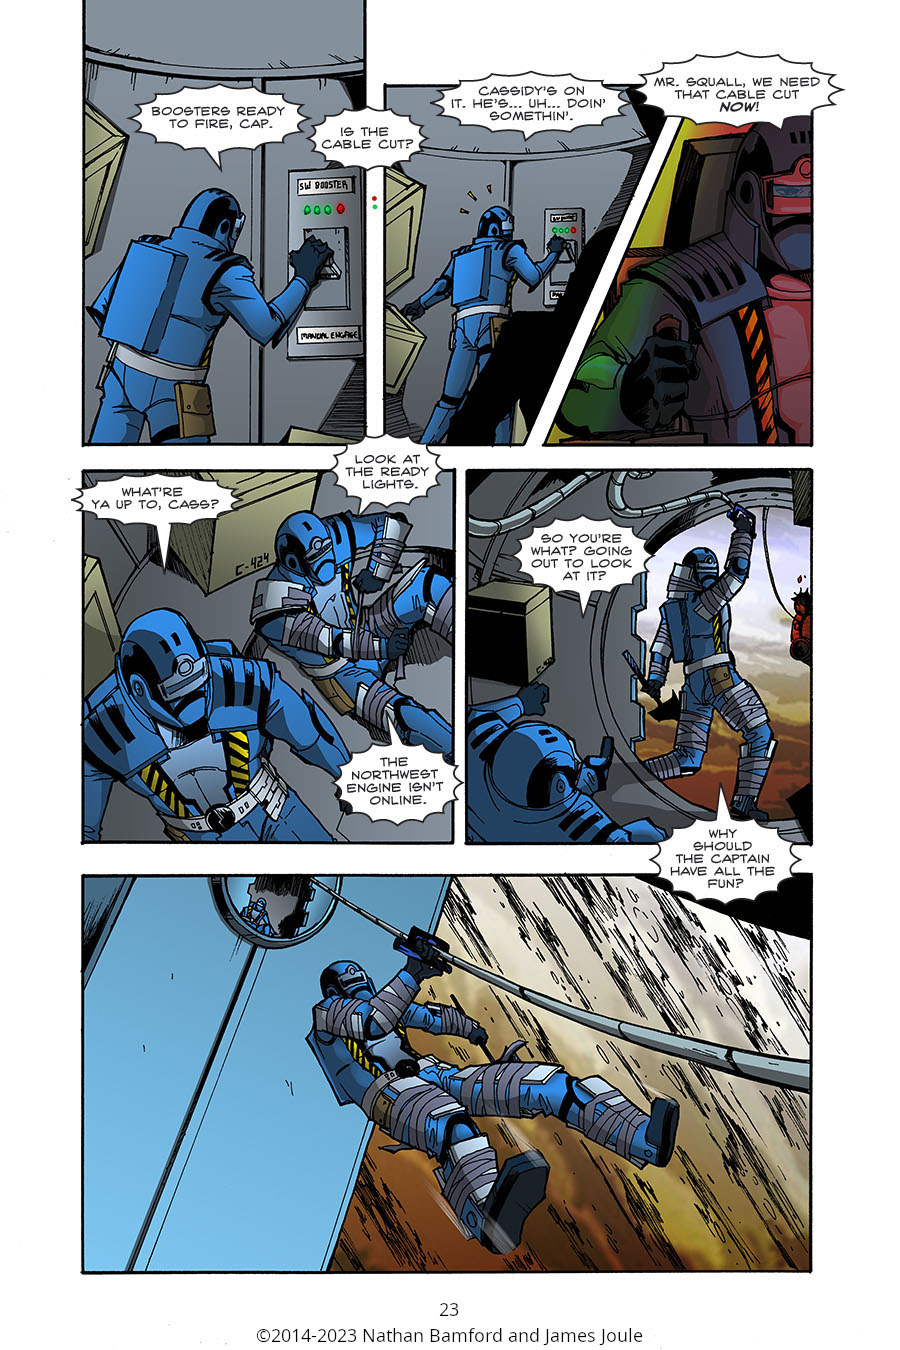 BOOSTERS READY
TO FIRE, CAP.
SW BOOSTER
MANUAL ENGAGE
IS THE
CABLE CUT?
CASSIDY'S ON
IT. HE'S... UH... DOIN'
SOMETHIN'.
MR. SQUALL, WE NEED
THAT CABLE CUT
NOW!
WHAT'RE
YA UP TO, CASS?
LOOK AT
THE READY
LIGHTS.
C-424
THE
NORTHWEST
ENGINE ISN'T
ONLINE.
SO YOU'RE
WHAT? GOING
OUT TO LOOK
AT IT?
WHY
SHOULD
THE CAPTAIN
HAVE ALL THE
FUN?
23
©2014-2023 Nathan Bamford and James Joule